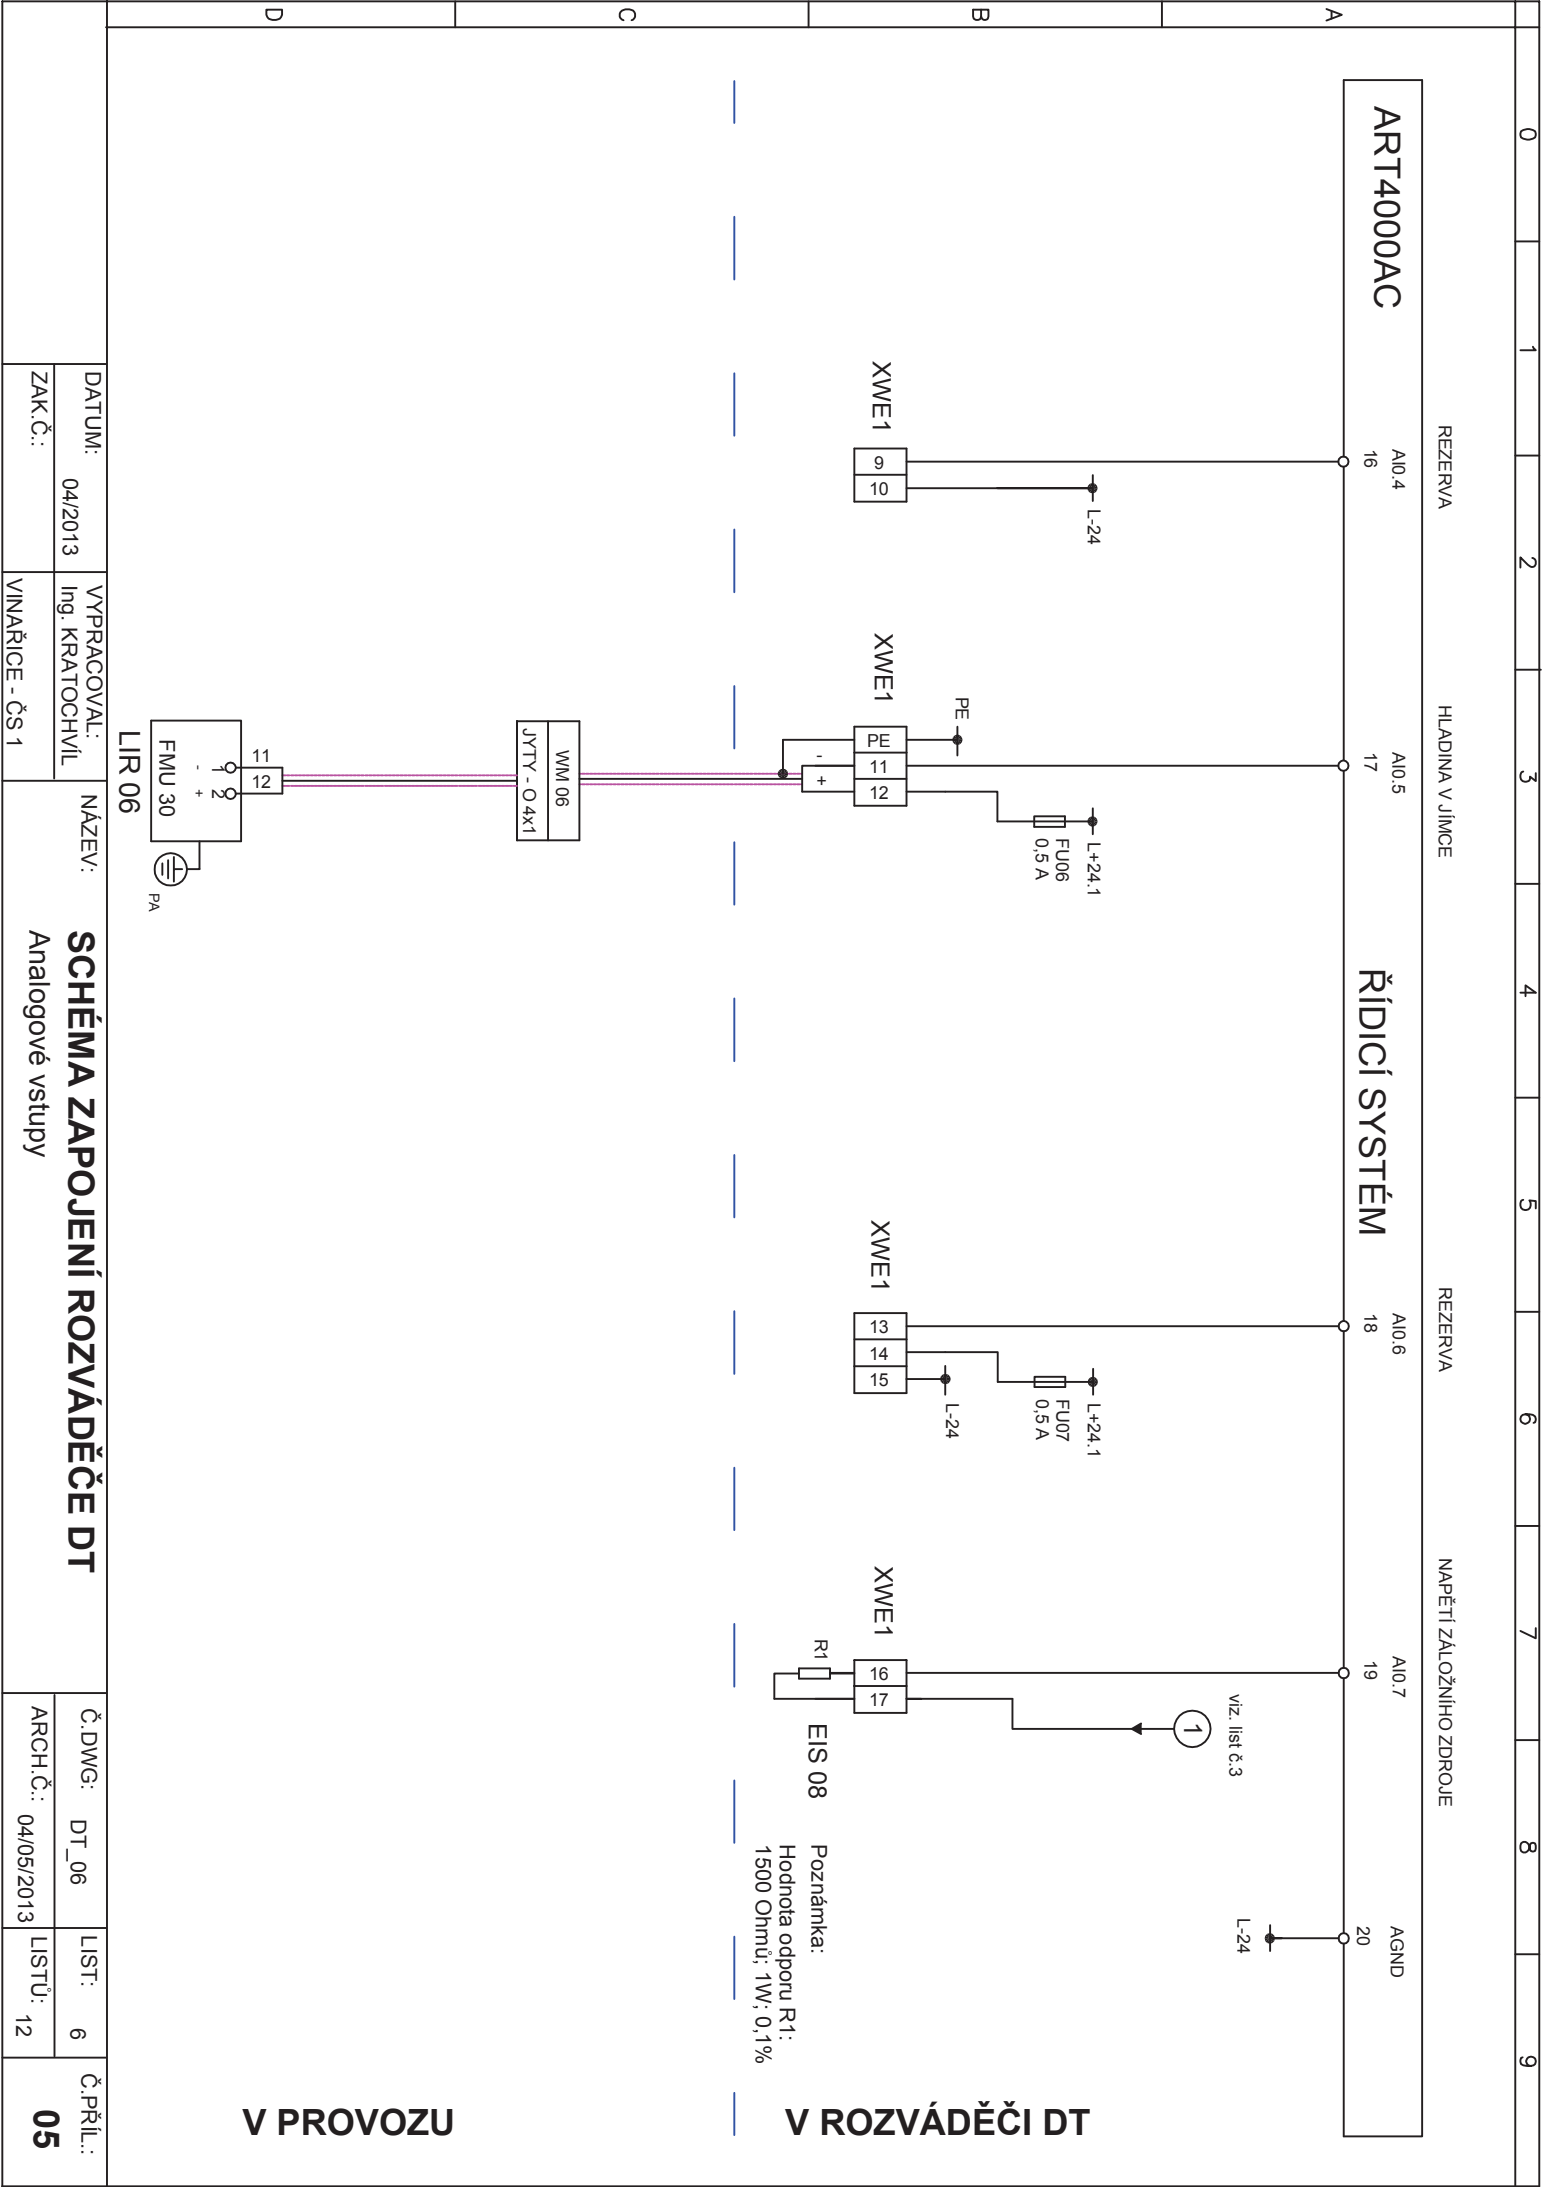 0 1 2 3 4 5 6 7 8 9
A
B
C
D
REZERVA
HLADINA V JÍMCE
REZERVA
NAPĚTÍ ZÁLOŽNÍHO ZDROJE
AI0.4
AI0.5
AI0.6
AI0.7
AGND
16
17
18
19
20
ART4000AC
ŘÍDICÍ SYSTÉM
viz. list č.3
1
L-24
L-24
L+24.1
FU06
0,5 A
L+24.1
FU07
0,5 A
PE
L-24
XWE1
9
10
XWE1
PE
11
12
-
+
XWE1
13
14
15
XWE1
16
17
R1
EIS 08
Poznámka:
Hodnota odporu R1:
1500 Ohmů; 1W; 0,1%
V ROZVÁDĚČI DT
V PROVOZU
WM 06
JYTY - O 4x1
11
12
1
2
-
+
FMU 30
PA
LIR 06
DATUM:
04/2013
ZAK.Č.:
VYPRACOVAL:
Ing. KRATOCHVÍL
VINAŘICE - ČS 1
NÁZEV:
SCHÉMA ZAPOJENÍ ROZVÁDĚČE DT
Analogové vstupy
Č.DWG: DT_06
ARCH.Č.: 04/05/2013
LIST: 6
LISTŮ: 12
Č.PŘÍL.:
05